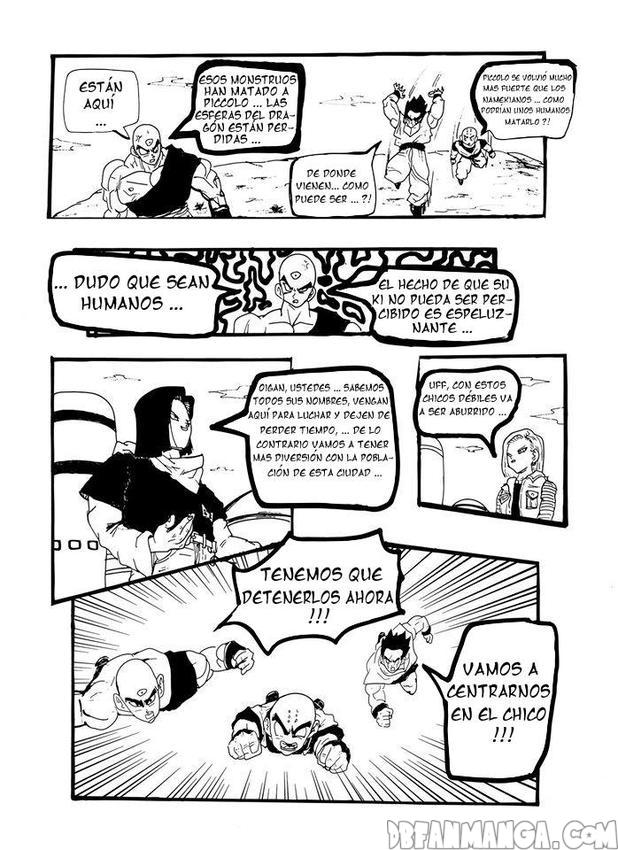 ESTÁN
AQUÍ
...
ESOS MONSTRUOS
HAN MATADO A
PICCOLO ... LAS
ESFERAS DEL DRA-
GÓN ESTÁN PER-
DIDAS ...
PICCOLO SE VOLVIÓ MUCHO
MAS FUERTE QUE LOS
NAMEKIANOS ... COMO
PODRÍAN UNOS HUMANOS
MATARLO ?!
DE DONDE
VIENEN... COMO
PUEDE SER ... ?!
... DUDO QUE SEAN
HUMANOS ...
EL HECHO DE QUE SU
KI NO PUEDA SER PER-
CIBIDO ES ESPELUZ-
NANTE ...
OIGAN, USTEDES ... SABEMOS
TODOS SUS NOMBRES, VENGAN
AQUÍ PARA LUCHAR Y DEJEN DE
PERDER TIEMPO, ... DE LO
CONTRARIO VAMOS A TENER
MAS DIVERSIÓN CON LA POBLA-
CIÓN DE ESTA CIUDAD...
UFF, CON ESTOS
CHICOS DÉBILES VA
A SER ABURRIDO ...
TENEMOS QUE
DETENERLOS AHORA
!!!
VAMOS A
CENTRARNOS
EN EL CHICO
!!!
DBFANMANGA.COM